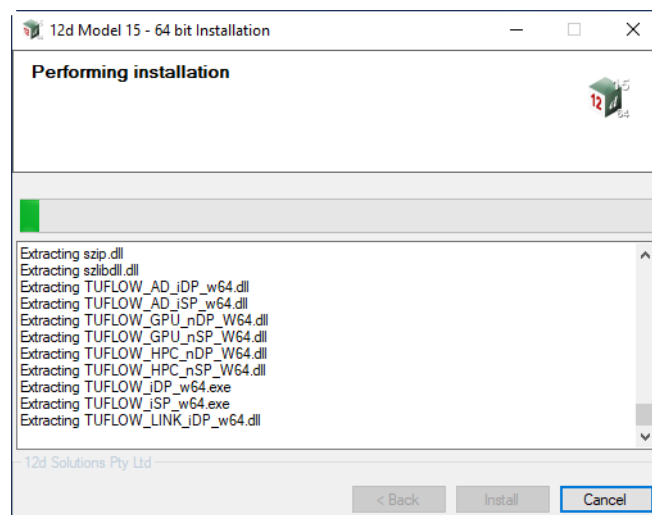 12d Model 15 - 64 bit Installation
Performing installation
15
12 d
64
Extracting szip.dll
Extracting szlibdll.dll
Extracting TUFLOW_AD_iDP_w64.dll
Extracting TUFLOW_AD_iSP_w64.dll
Extracting TUFLOW_GPU_nDP_W64.dll
Extracting TUFLOW_GPU_nSP_W64.dll
Extracting TUFLOW_HPC_nDP_W64.dll
Extracting TUFLOW_HPC_nSP_W64.dll
Extracting TUFLOW_iDP_w64.exe
Extracting TUFLOW_iSP_w64.exe
Extracting TUFLOW_LINK_iDP_w64.dll
12d Solutions Pty Ltd
< Back Install Cancel